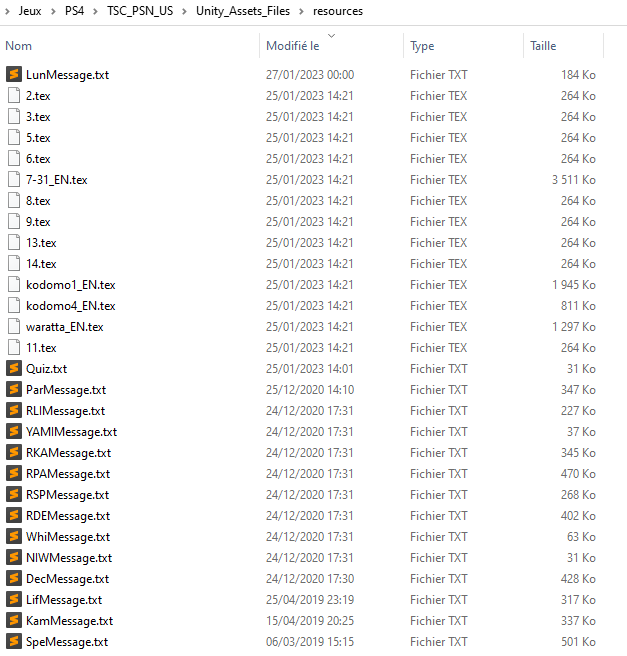 Jeux PS4 TSC_PSN_US Unity_Assets_Files resources
Nom Modifié le Type Taille
LunMessage.txt 27/01/2023 00:00 Fichier TXT 184 Ko
2.tex 25/01/2023 14:21 Fichier TEX 264 Ko
3.tex 25/01/2023 14:21 Fichier TEX 264 Ko
5.tex 25/01/2023 14:21 Fichier TEX 264 Ko
6.tex 25/01/2023 14:21 Fichier TEX 264 Ko
7-31_EN.tex 25/01/2023 14:21 Fichier TEX 3 511 Ko
8.tex 25/01/2023 14:21 Fichier TEX 264 Ko
9.tex 25/01/2023 14:21 Fichier TEX 264 Ko
13.tex 25/01/2023 14:21 Fichier TEX 264 Ko
14.tex 25/01/2023 14:21 Fichier TEX 264 Ko
kodomo1_EN.tex 25/01/2023 14:21 Fichier TEX 1 945 Ko
kodomo4_EN.tex 25/01/2023 14:21 Fichier TEX 811 Ko
waratta_EN.tex 25/01/2023 14:21 Fichier TEX 1 297 Ko
11.tex 25/01/2023 14:21 Fichier TEX 264 Ko
Quiz.txt 25/01/2023 14:01 Fichier TXT 31 Ko
ParMessage.txt 25/12/2020 14:10 Fichier TXT 347 Ko
RLIMessage.txt 24/12/2020 17:31 Fichier TXT 227 Ko
YAMIMessage.txt 24/12/2020 17:31 Fichier TXT 37 Ko
RKAMessage.txt 24/12/2020 17:31 Fichier TXT 345 Ko
RPAMessage.txt 24/12/2020 17:31 Fichier TXT 470 Ko
RSPMessage.txt 24/12/2020 17:31 Fichier TXT 268 Ko
RDEMessage.txt 24/12/2020 17:31 Fichier TXT 402 Ko
WhiMessage.txt 24/12/2020 17:31 Fichier TXT 63 Ko
NIWMessage.txt 24/12/2020 17:31 Fichier TXT 31 Ko
DecMessage.txt 24/12/2020 17:30 Fichier TXT 428 Ko
LifMessage.txt 25/04/2019 23:19 Fichier TXT 317 Ko
KamMessage.txt 15/04/2019 20:25 Fichier TXT 337 Ko
SpeMessage.txt 06/03/2019 15:15 Fichier TXT 501 Ko